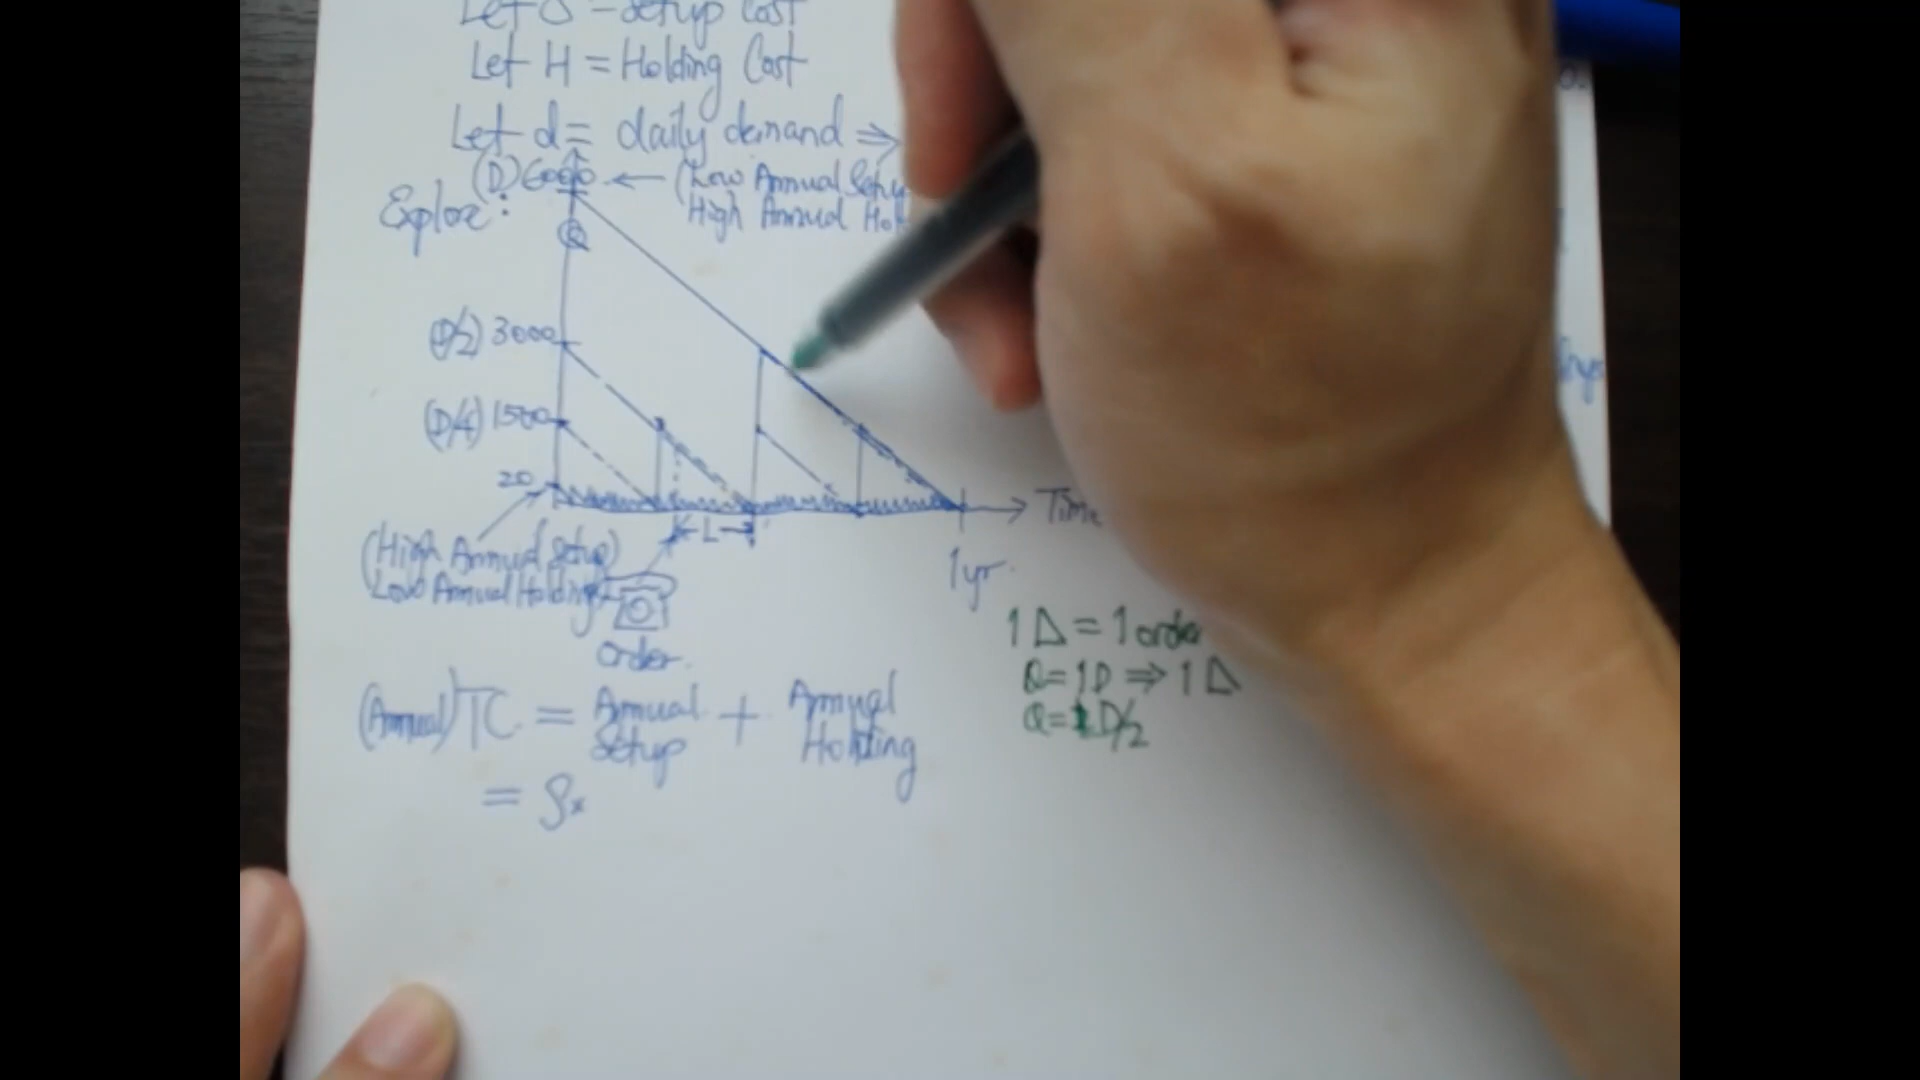 Let S = Setup Cost
Let H = Holding Cost
Let d = daily demand ⇒
(D) 6000 ← (Low Annual Setup
High Annual Hol
Explore:
Q
(D/2) 3000
(D/4) 1500
20
← L →
Time
1 yr.
(High Annual Setup)
Low Annual Holding
order
1 Δ = 1 order
Q = 1D ⇒ 1 Δ
Q = D/2
(Annual) TC = Annual Setup + Annual Holding
= S×